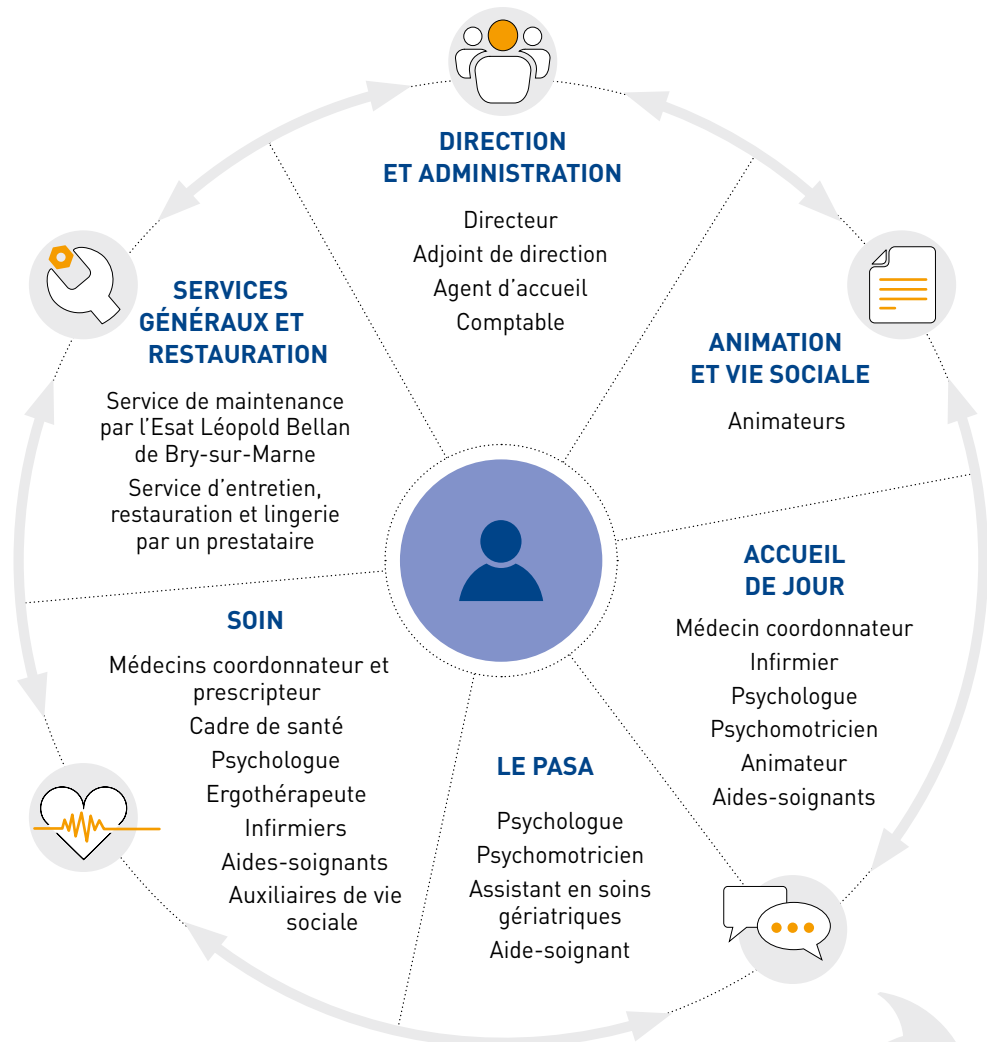 DIRECTION
ET ADMINISTRATION
Directeur
Adjoint de direction
Agent d’accueil
Comptable
ANIMATION
ET VIE SOCIALE
Animateurs
ACCUEIL
DE JOUR
Médecin coordonnateur
Infirmier
Psychologue
Psychomotricien
Animateur
Aides-soignants
LE PASA
Psychologue
Psychomotricien
Assistant en soins
gériatriques
Aide-soignant
SOIN
Médecins coordonnateur et
prescripteur
Cadre de santé
Psychologue
Ergothérapeute
Infirmiers
Aides-soignants
Auxiliaires de vie
sociale
SERVICES
GÉNÉRAUX ET
RESTAURATION
Service de maintenance
par l’Esat Léopold Bellan
de Bry-sur-Marne
Service d’entretien,
restauration et lingerie
par un prestataire